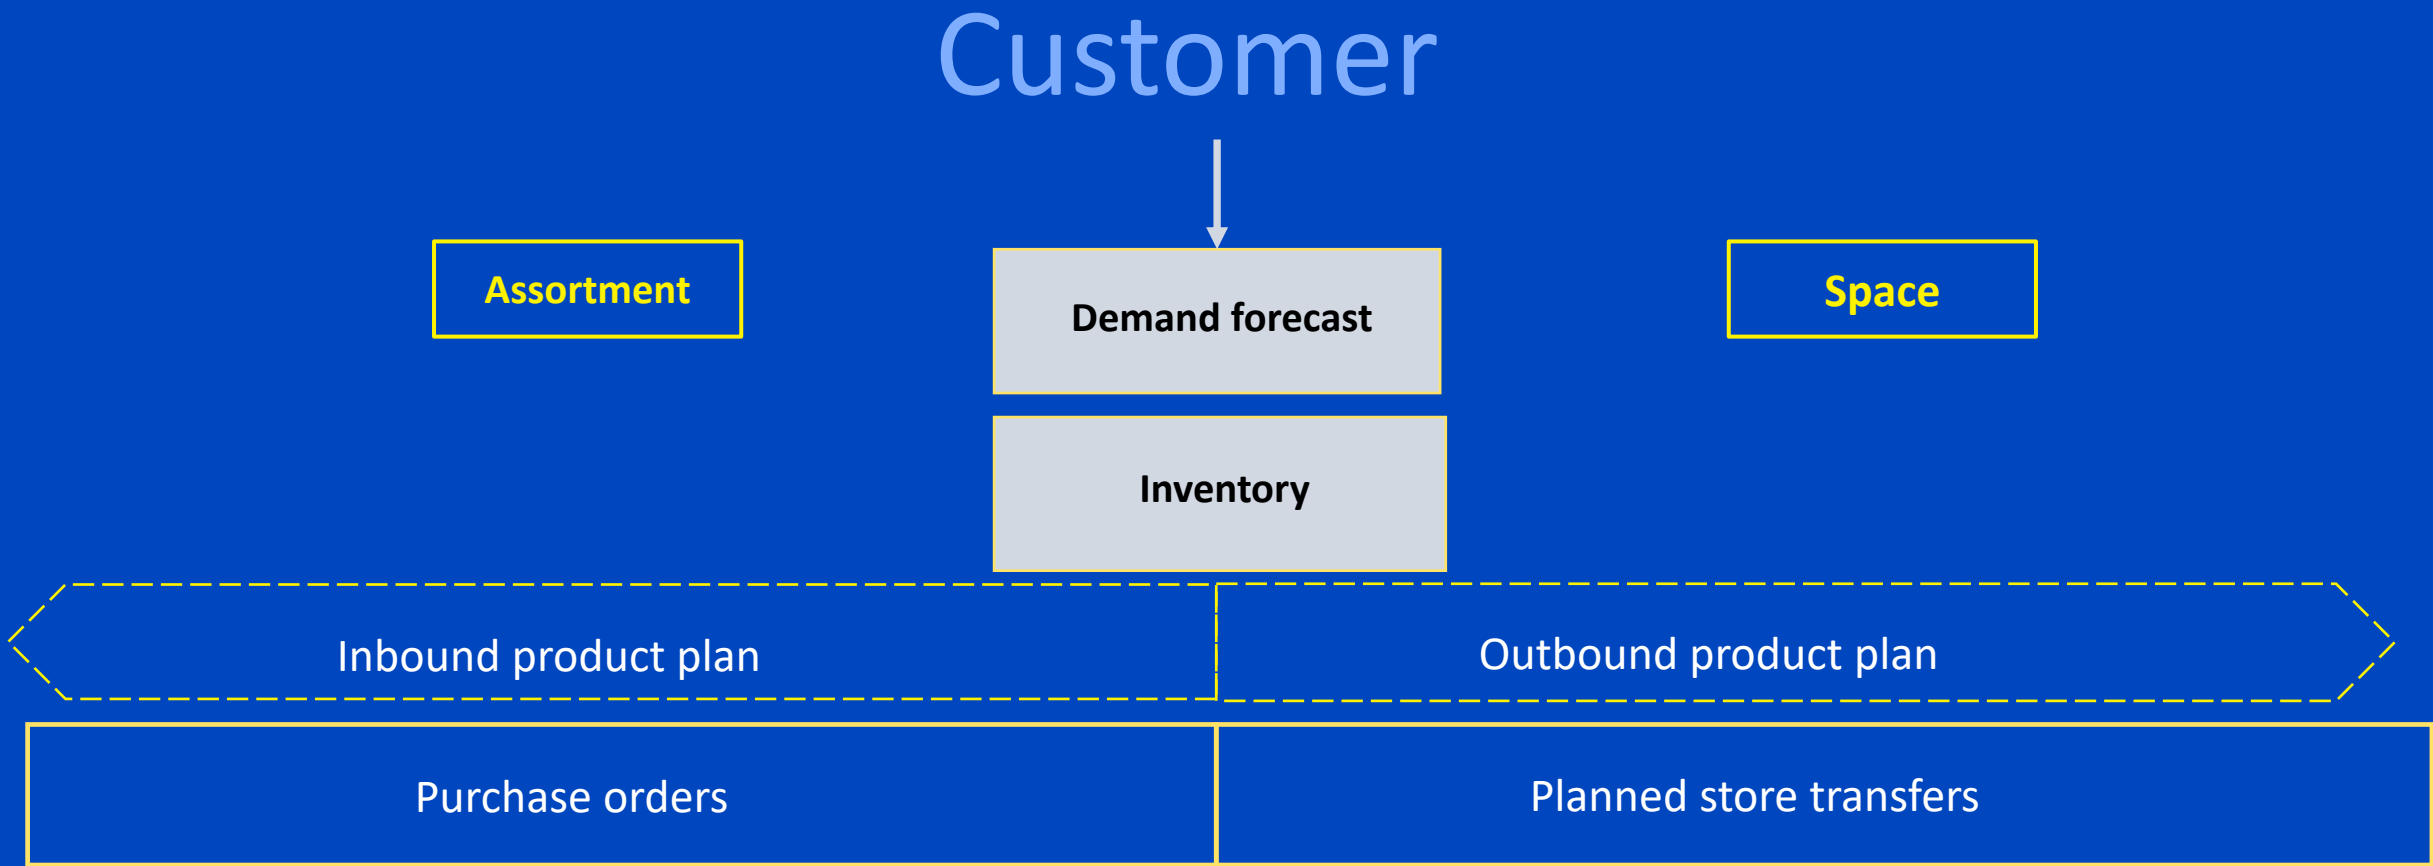 Customer
Assortment
Demand forecast
Space
Inventory
Inbound product plan
Outbound product plan
Purchase orders
Planned store transfers